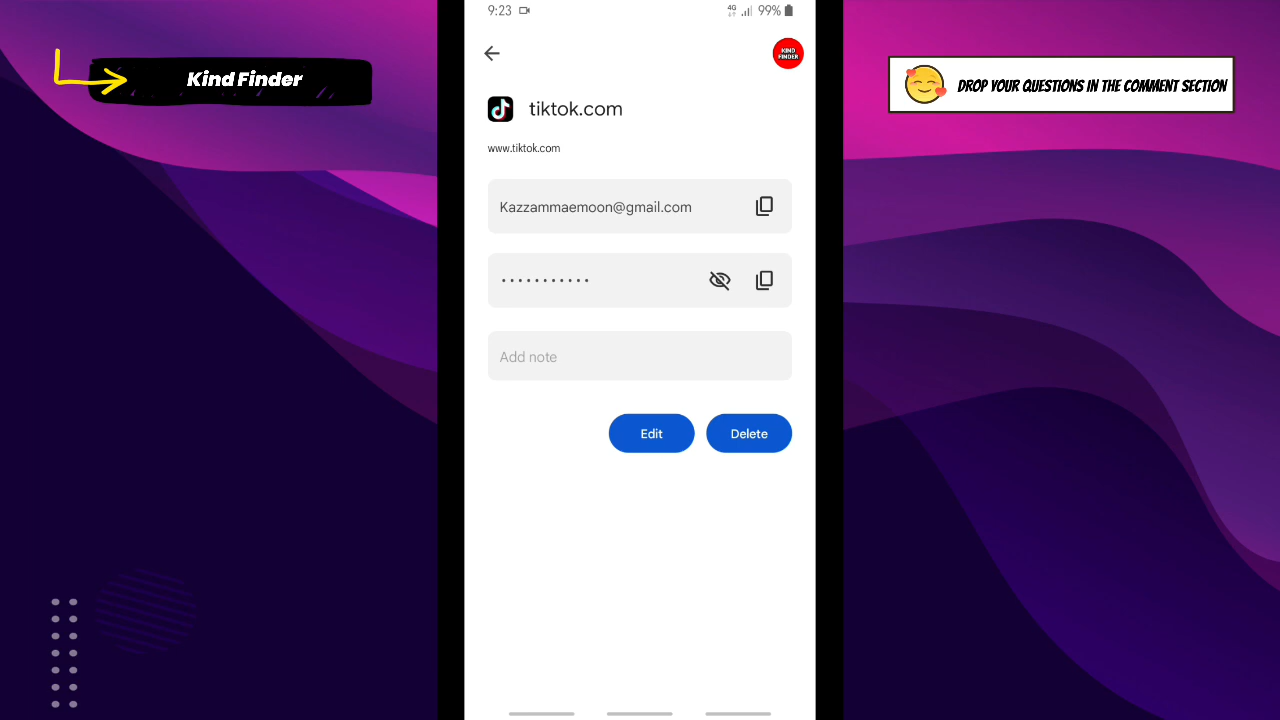 9:23
4G
99%
KIND
FINDER
Kind Finder
DROP YOUR QUESTIONS IN THE COMMENT SECTION
tiktok.com
www.tiktok.com
Kazzammaemoon@gmail.com
•••••••••••
Add note
Edit
Delete